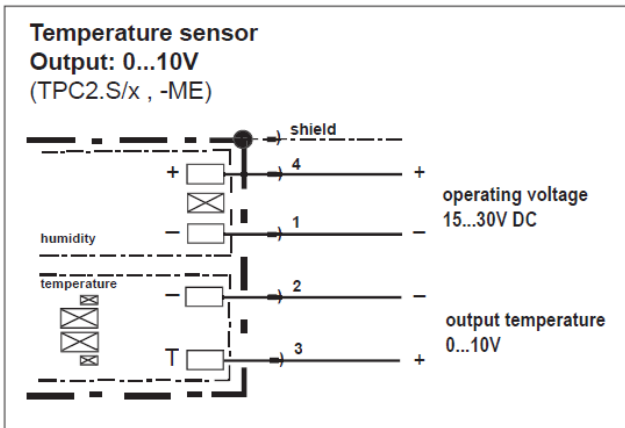 Temperature sensor
Output: 0...10V
(TPC2.S/x , -ME)
shield
+ 4 +
operating voltage
15...30V DC
− 1 −
humidity
temperature
− 2 −
output temperature
0...10V
T 3 +